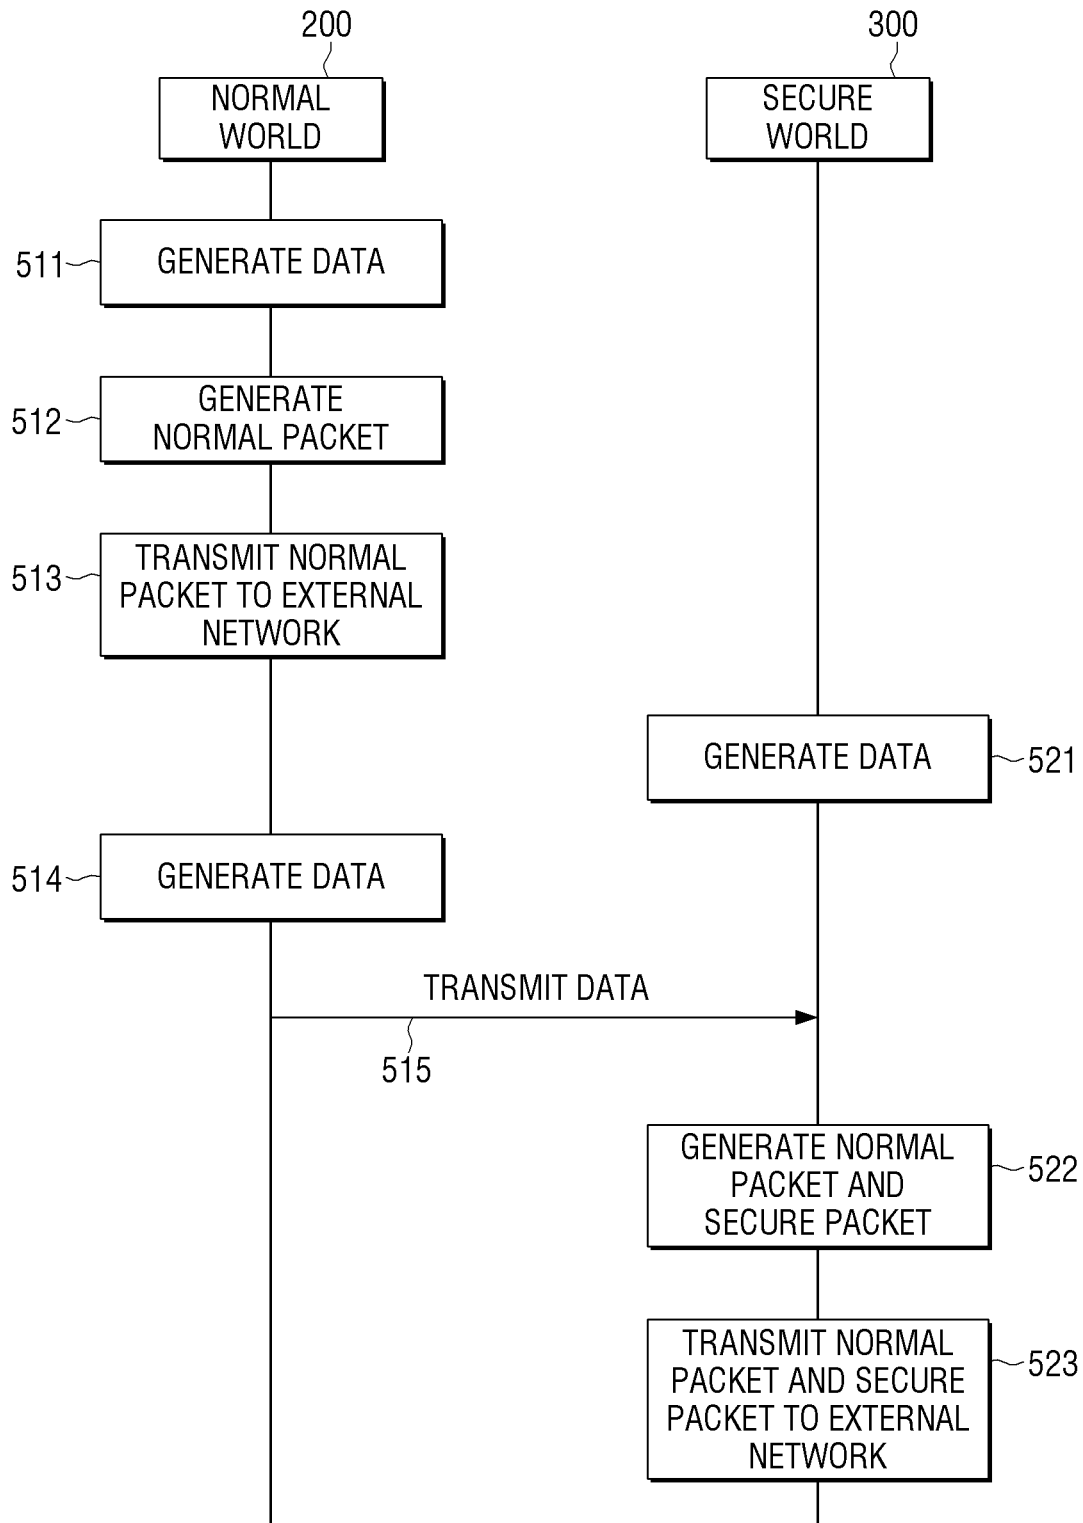 200
300
NORMAL
WORLD
SECURE
WORLD
511
GENERATE DATA
512
GENERATE
NORMAL PACKET
513
TRANSMIT NORMAL
PACKET TO EXTERNAL
NETWORK
GENERATE DATA
521
514
GENERATE DATA
TRANSMIT DATA
515
GENERATE NORMAL
PACKET AND
SECURE PACKET
522
TRANSMIT NORMAL
PACKET AND SECURE
PACKET TO EXTERNAL
NETWORK
523